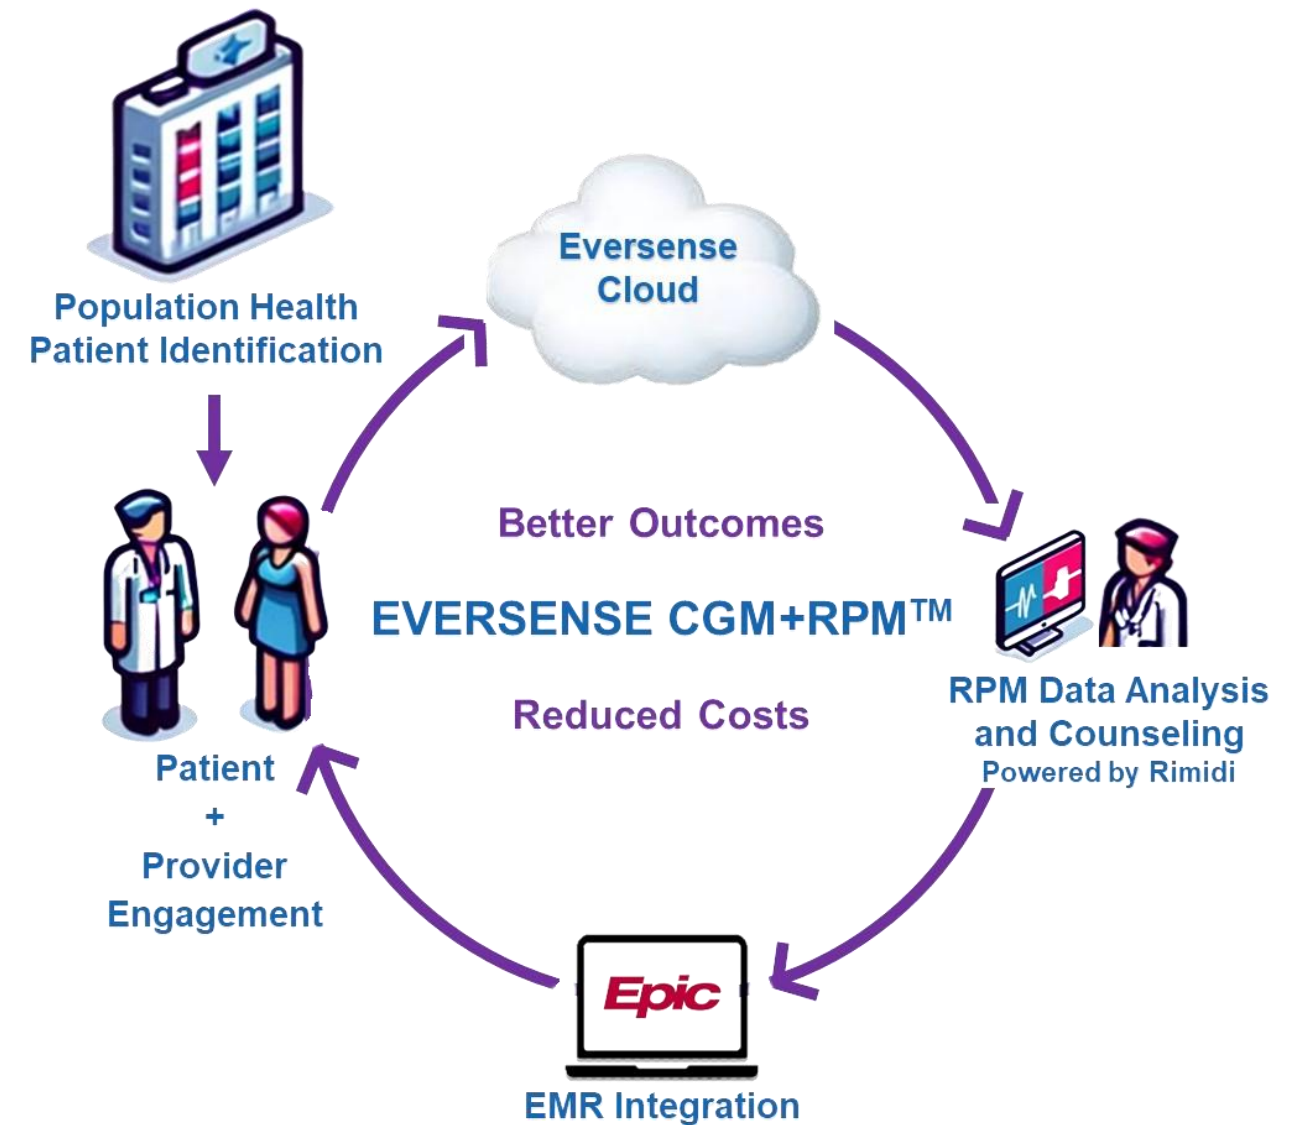 Population Health
Patient Identification
Eversense
Cloud
Better Outcomes
EVERSENSE CGM+RPM™
Reduced Costs
RPM Data Analysis
and Counseling
Powered by Rimidi
Patient
+
Provider
Engagement
Epic
EMR Integration